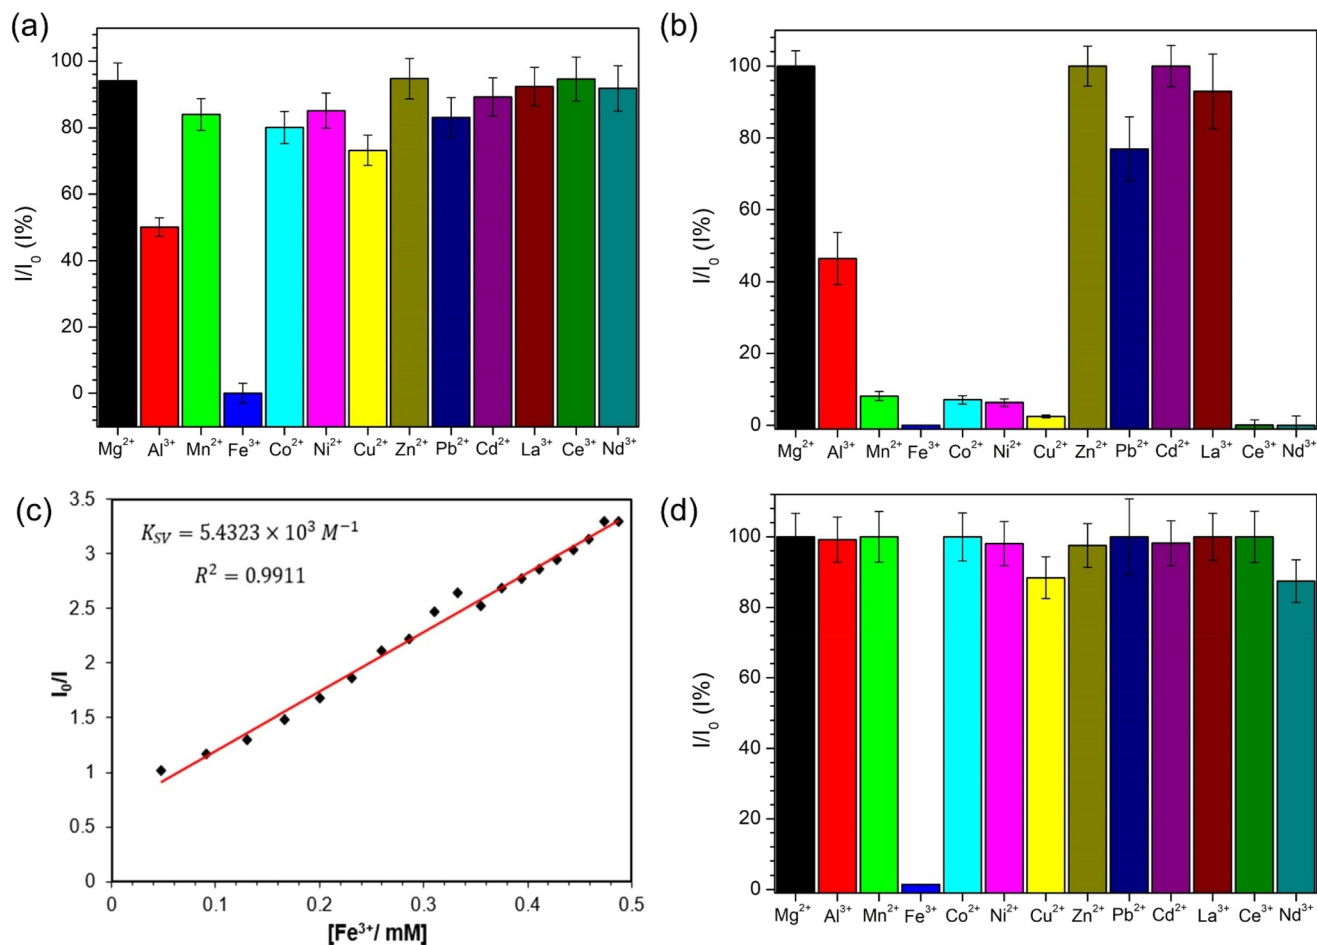 (a)
100
80
60
40
20
0
I/I₀ (I%)
Mg²⁺ Al³⁺ Mn²⁺ Fe³⁺ Co²⁺ Ni²⁺ Cu²⁺ Zn²⁺ Pb²⁺ Cd²⁺ La³⁺ Ce³⁺ Nd³⁺
(b)
100
80
60
40
20
0
I/I₀ (I%)
Mg²⁺ Al³⁺ Mn²⁺ Fe³⁺ Co²⁺ Ni²⁺ Cu²⁺ Zn²⁺ Pb²⁺ Cd²⁺ La³⁺ Ce³⁺ Nd³⁺
(c)
K_SV = 5.4323 × 10³ M⁻¹
R² = 0.9911
3.5
3
2.5
2
1.5
1
0.5
0
I₀/I
0 0.1 0.2 0.3 0.4 0.5
[Fe³⁺/ mM]
(d)
100
80
60
40
20
0
I/I₀ (I%)
Mg²⁺ Al³⁺ Mn²⁺ Fe³⁺ Co²⁺ Ni²⁺ Cu²⁺ Zn²⁺ Pb²⁺ Cd²⁺ La³⁺ Ce³⁺ Nd³⁺